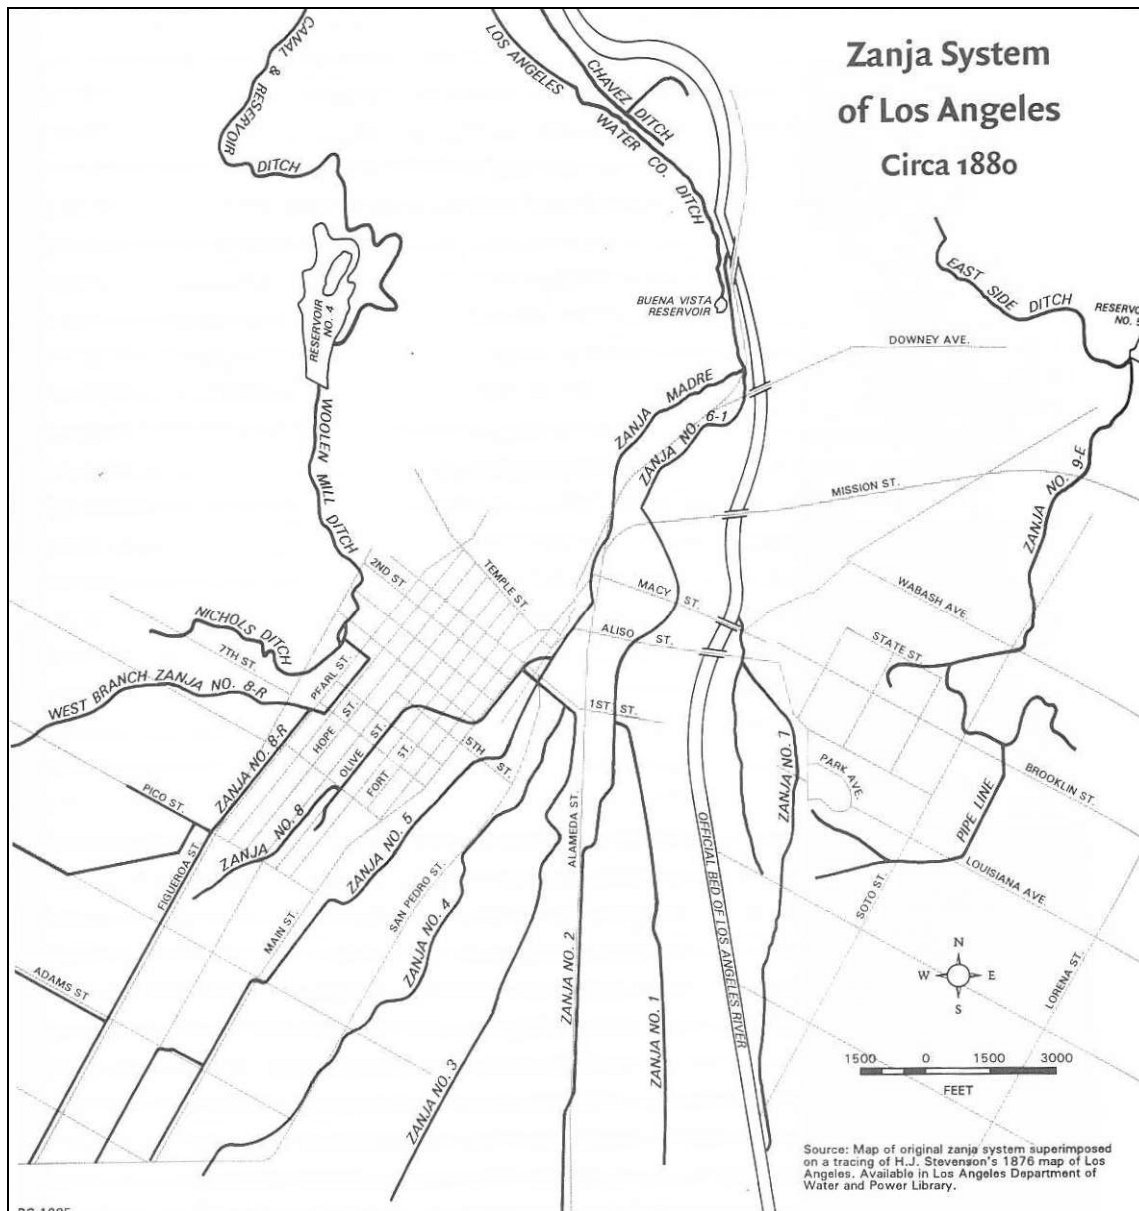 Zanja System
of Los Angeles
Circa 1880
CANAL & RESERVOIR DITCH
LOS ANGELES WATER CO. DITCH
CHAVEZ DITCH
RESERVOIR
NO. 4
BUENA VISTA
RESERVOIR
EAST SIDE DITCH
RESERVO
NO. 5
DOWNEY AVE.
ZANJA MADRE
ZANJA NO. 6-1
WOOLEN MILL DITCH
MISSION ST.
ZANJA NO. 9-E
2ND ST
TEMPLE ST.
MACY ST.
WABASH AVE
NICHOLS DITCH
7TH ST.
ALISO ST.
STATE ST.
PFARL ST.
WEST BRANCH ZANJA NO. 8-R
1ST ST.
HOPE ST.
OLIVE ST.
FORT ST.
5TH ST.
ZANJA NO. 8-R
PARK AVE.
BROOKLIN ST.
PICO ST.
ZANJA NO. 7
PIPE LINE
ZANJA NO. 8
ZANJA NO. 5
ALAMEDA ST.
OFFICIAL BED OF LOS ANGELES RIVER
LOUISIANA AVE
FIGUEROA ST.
SAN PEDRO ST.
SOTO ST.
MAIN ST.
ZANJA NO. 4
ZANJA NO. 2
LORENA ST.
ADAMS ST
N
W E
S
ZANJA NO. 1
ZANJA NO. 3
1500 0 1500 3000
FEET
Source: Map of original zanja system superimposed
on a tracing of H.J. Stevenson's 1876 map of Los
Angeles. Available in Los Angeles Department of
Water and Power Library.